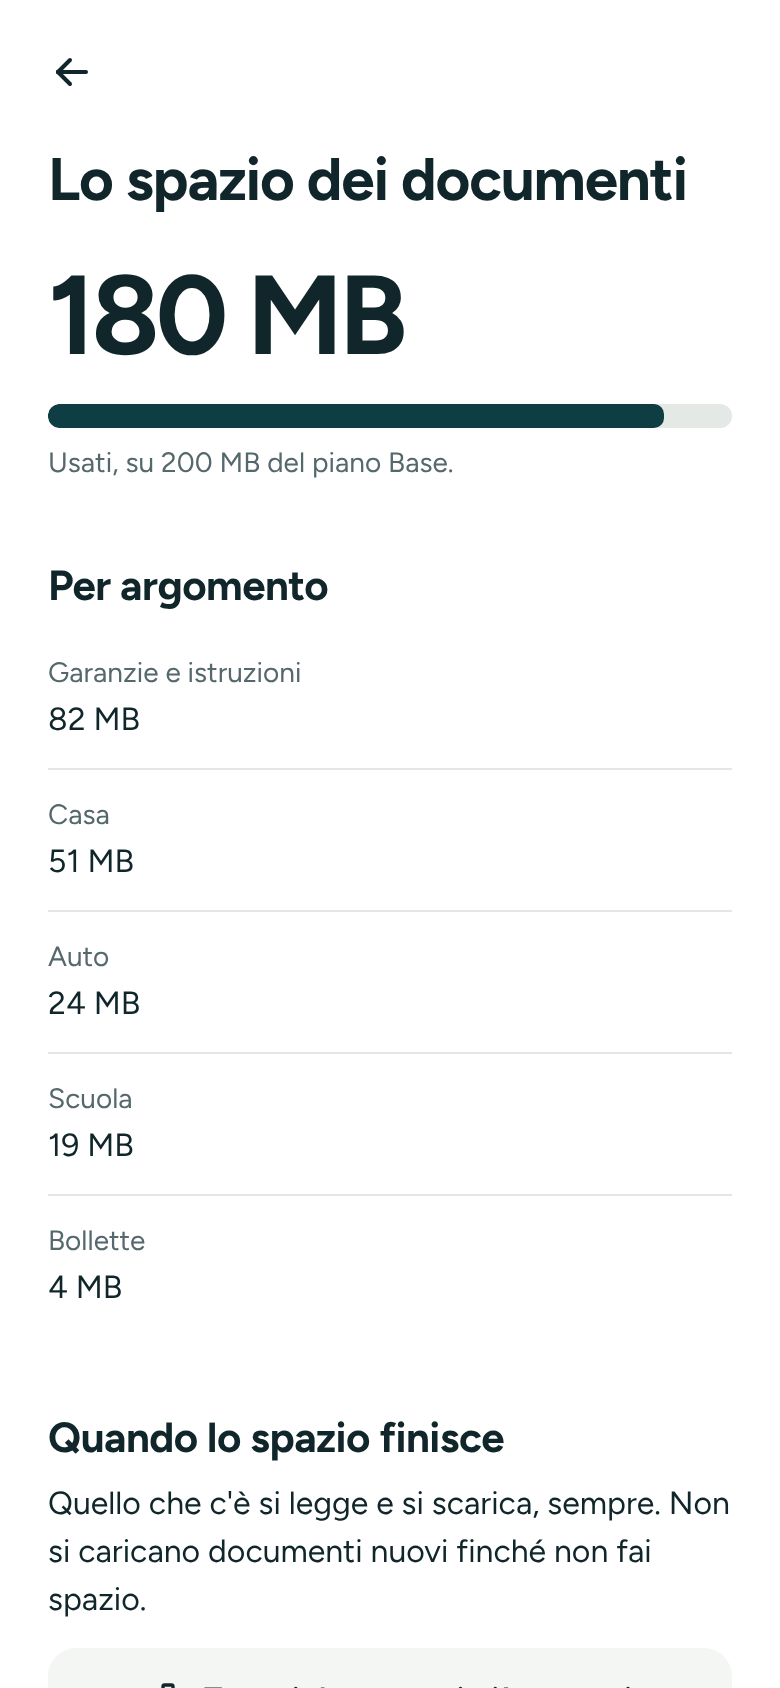 Lo spazio dei documenti
180 MB
Usati, su 200 MB del piano Base.
Per argomento
Garanzie e istruzioni
82 MB
Casa
51 MB
Auto
24 MB
Scuola
19 MB
Bollette
4 MB
Quando lo spazio finisce
Quello che c'è si legge e si scarica, sempre. Non
si caricano documenti nuovi finché non fai
spazio.